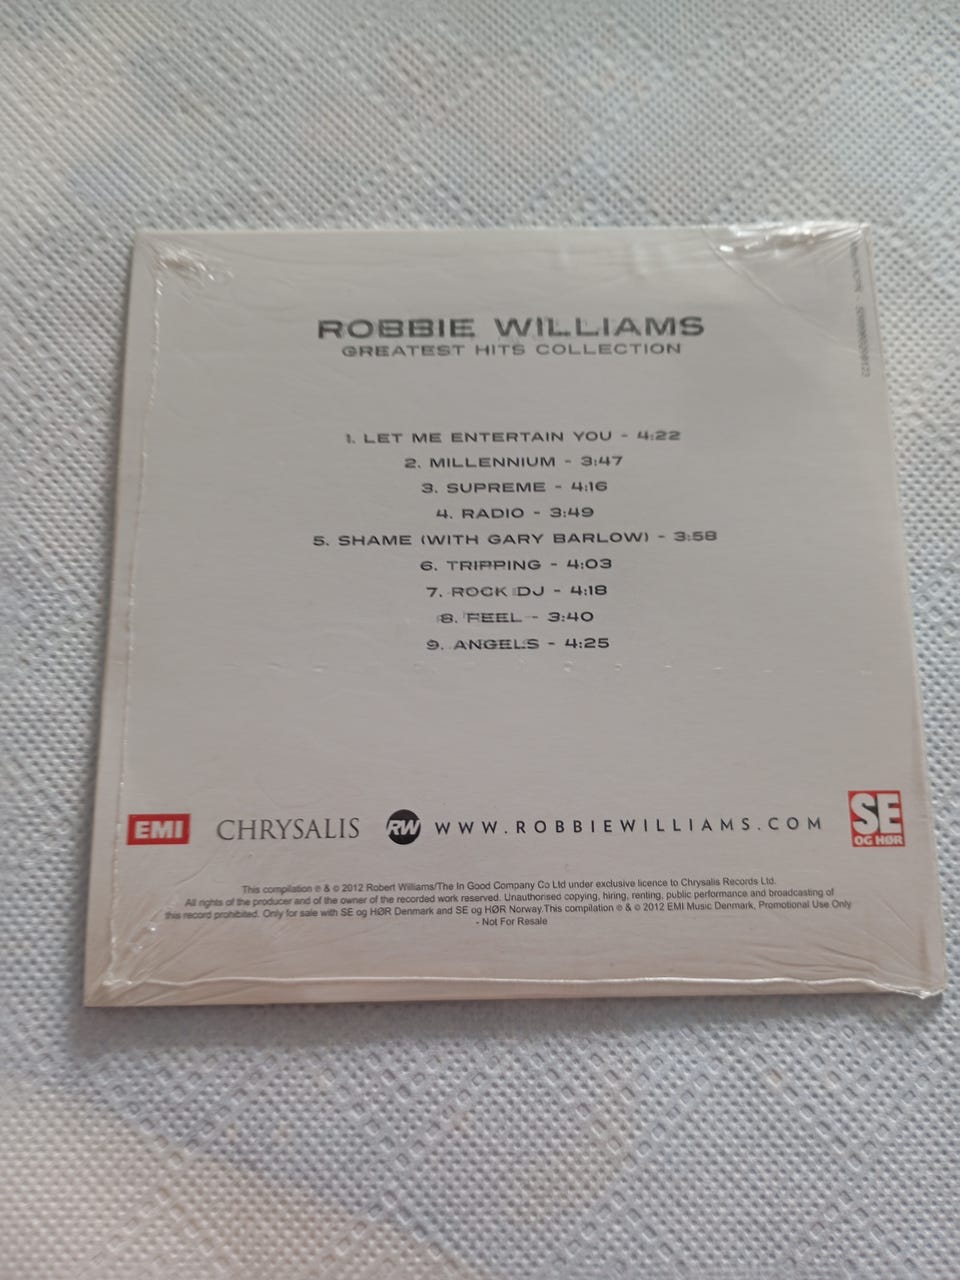 ROBBIE WILLIAMS
GREATEST HITS COLLECTION
1. LET ME ENTERTAIN YOU - 4:22
2. MILLENNIUM - 3:47
3. SUPREME - 4:16
4. RADIO - 3:49
5. SHAME (WITH GARY BARLOW) - 3:58
6. TRIPPING - 4:03
7. ROCK DJ - 4:18
8. FEEL - 3:40
9. ANGELS - 4:25
EMI CHRYSALIS RW WWW.ROBBIEWILLIAMS.COM SE OG HØR
This compilation ℗ & © 2012 Robert Williams/The In Good Company Co Ltd under exclusive licence to Chrysalis Records Ltd.
All rights of the producer and of the owner of the recorded work reserved. Unauthorised copying, hiring, renting, public performance and broadcasting of
this record prohibited. Only for sale with SE og HØR Denmark and SE og HØR Norway.This compilation ℗ & © 2012 EMI Music Denmark, Promotional Use Only
- Not For Resale